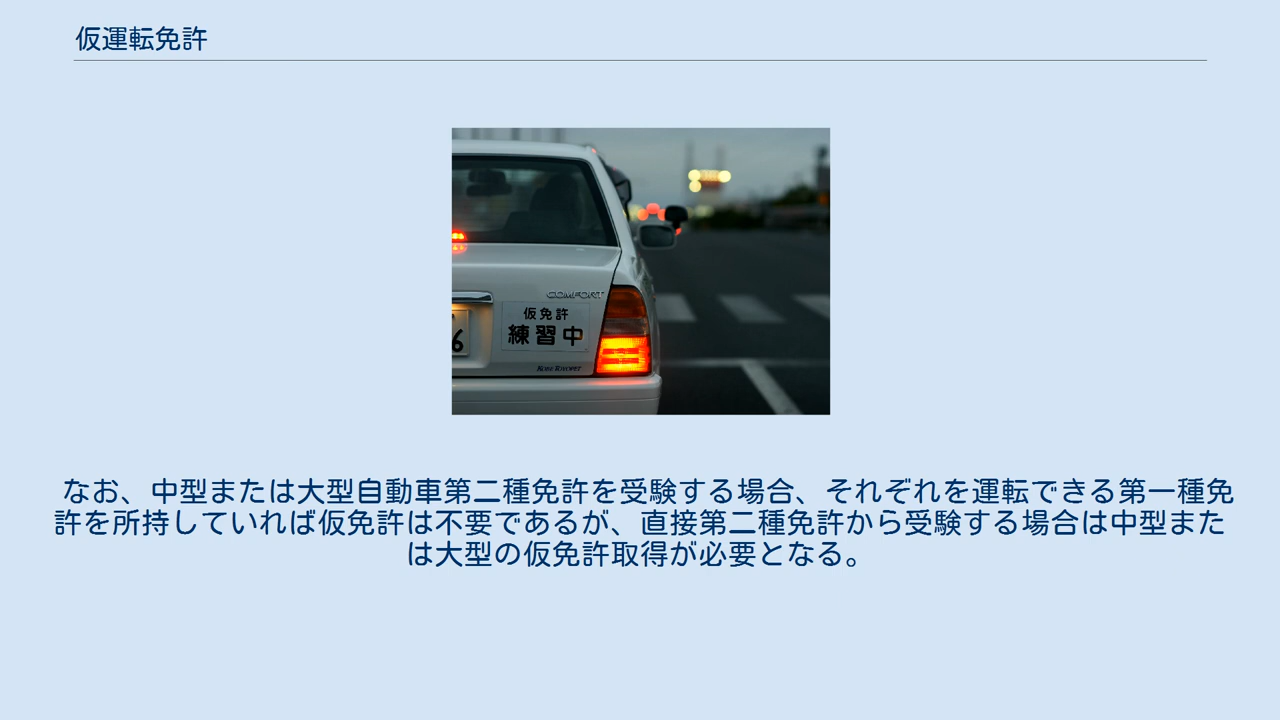 仮運転免許
COMFORT
仮免許
練習中
6
なお、中型または大型自動車第二種免許を受験する場合、それぞれを運転できる第一種免
許を所持していれば仮免許は不要であるが、直接第二種免許から受験する場合は中型また
は大型の仮免許取得が必要となる。